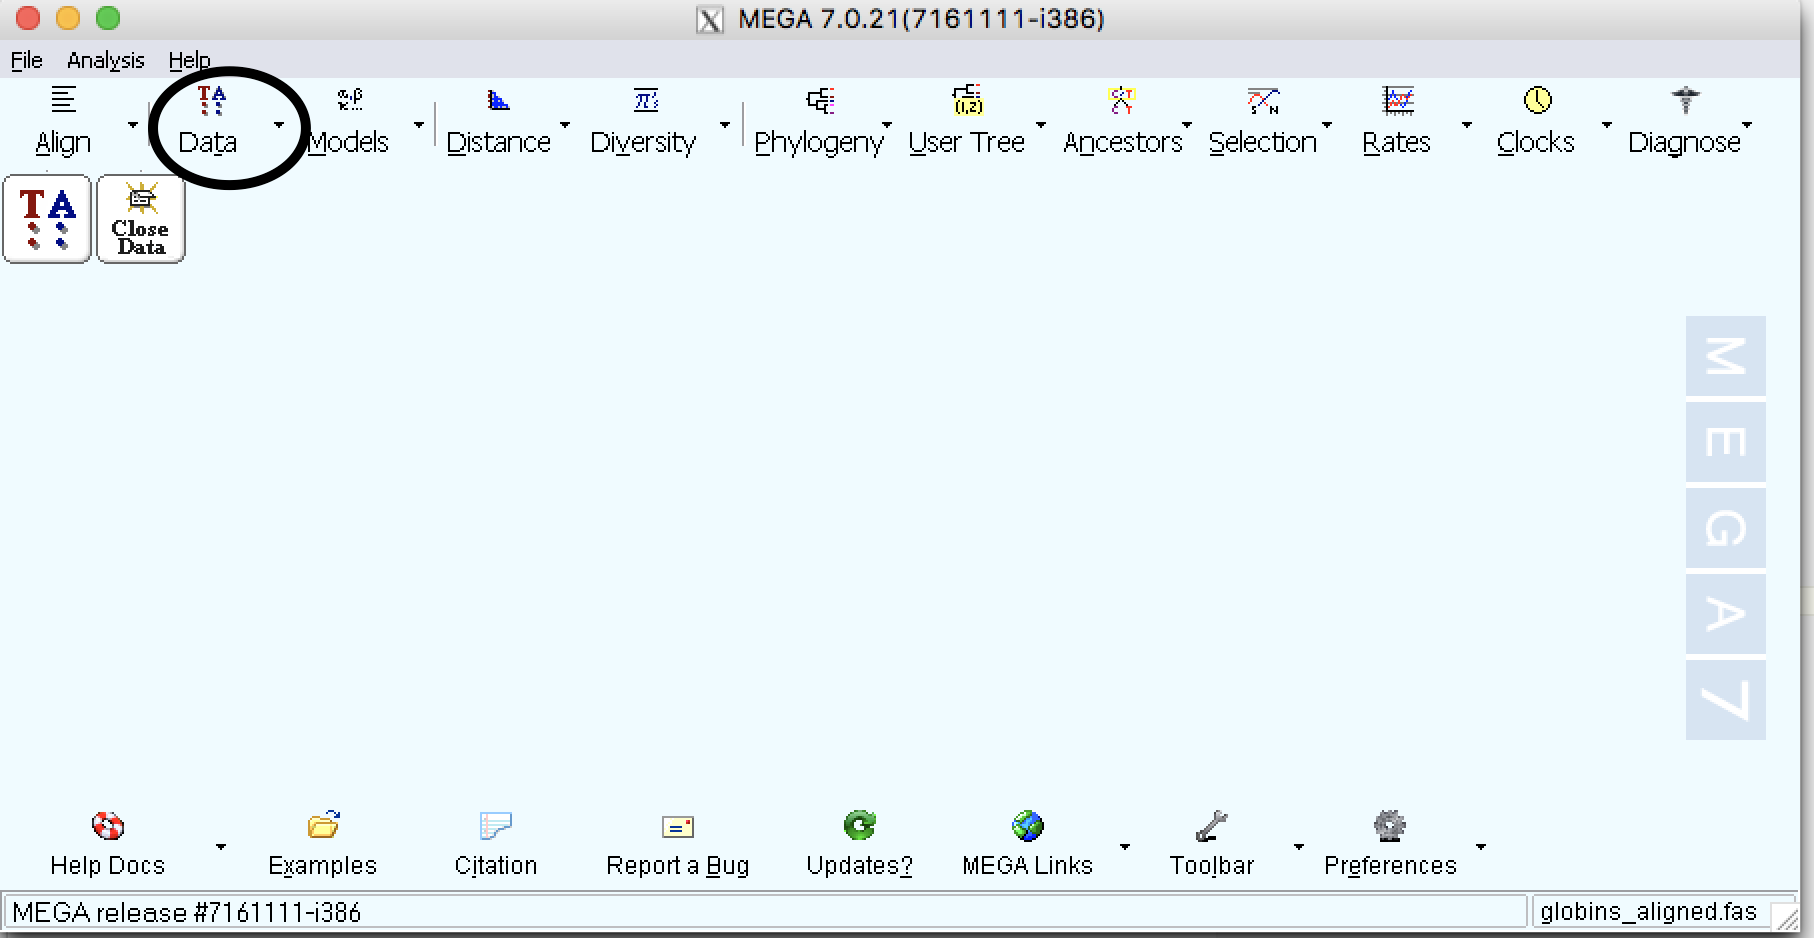 MEGA 7.0.21(7161111-i386)
File Analysis Help
Align Data Models Distance Diversity Phylogeny User Tree Ancestors Selection Rates Clocks Diagnose
TA Close Data
M
E
G
A
7
Help Docs Examples Citation Report a Bug Updates? MEGA Links Toolbar Preferences
MEGA release #7161111-i386 globins_aligned.fas